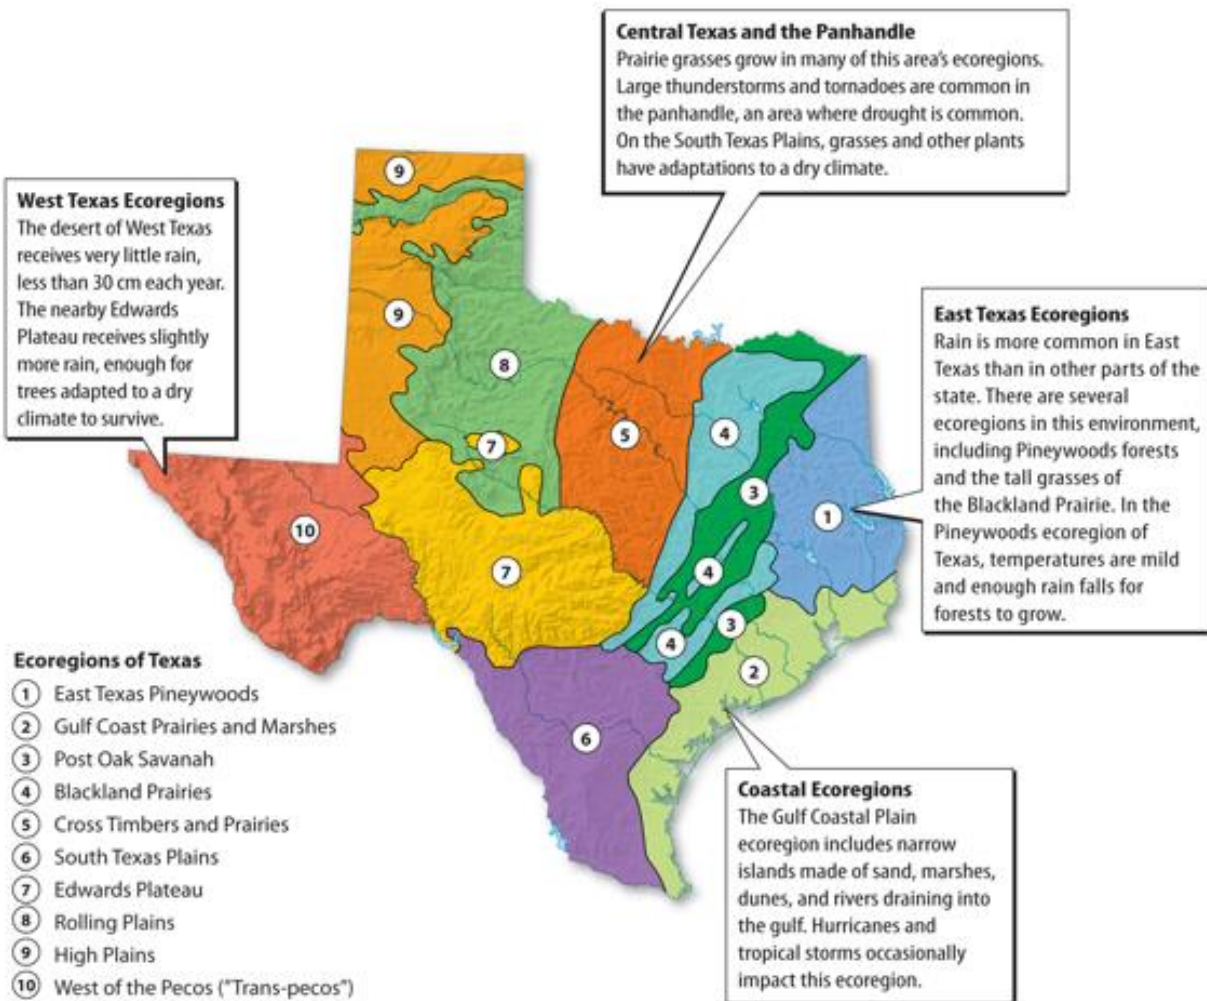 Central Texas and the Panhandle
Prairie grasses grow in many of this area's ecoregions.
Large thunderstorms and tornadoes are common in
the panhandle, an area where drought is common.
On the South Texas Plains, grasses and other plants
have adaptations to a dry climate.
West Texas Ecoregions
The desert of West Texas
receives very little rain,
less than 30 cm each year.
The nearby Edwards
Plateau receives slightly
more rain, enough for
trees adapted to a dry
climate to survive.
East Texas Ecoregions
Rain is more common in East
Texas than in other parts of the
state. There are several
ecoregions in this environment,
including Pineywoods forests
and the tall grasses of
the Blackland Prairie. In the
Pineywoods ecoregion of
Texas, temperatures are mild
and enough rain falls for
forests to grow.
9
9
8
7
5
4
3
1
10
7
4
3
4
2
6
Ecoregions of Texas
1 East Texas Pineywoods
2 Gulf Coast Prairies and Marshes
3 Post Oak Savanah
4 Blackland Prairies
5 Cross Timbers and Prairies
6 South Texas Plains
7 Edwards Plateau
8 Rolling Plains
9 High Plains
10 West of the Pecos ("Trans-pecos")
Coastal Ecoregions
The Gulf Coastal Plain
ecoregion includes narrow
islands made of sand, marshes,
dunes, and rivers draining into
the gulf. Hurricanes and
tropical storms occasionally
impact this ecoregion.